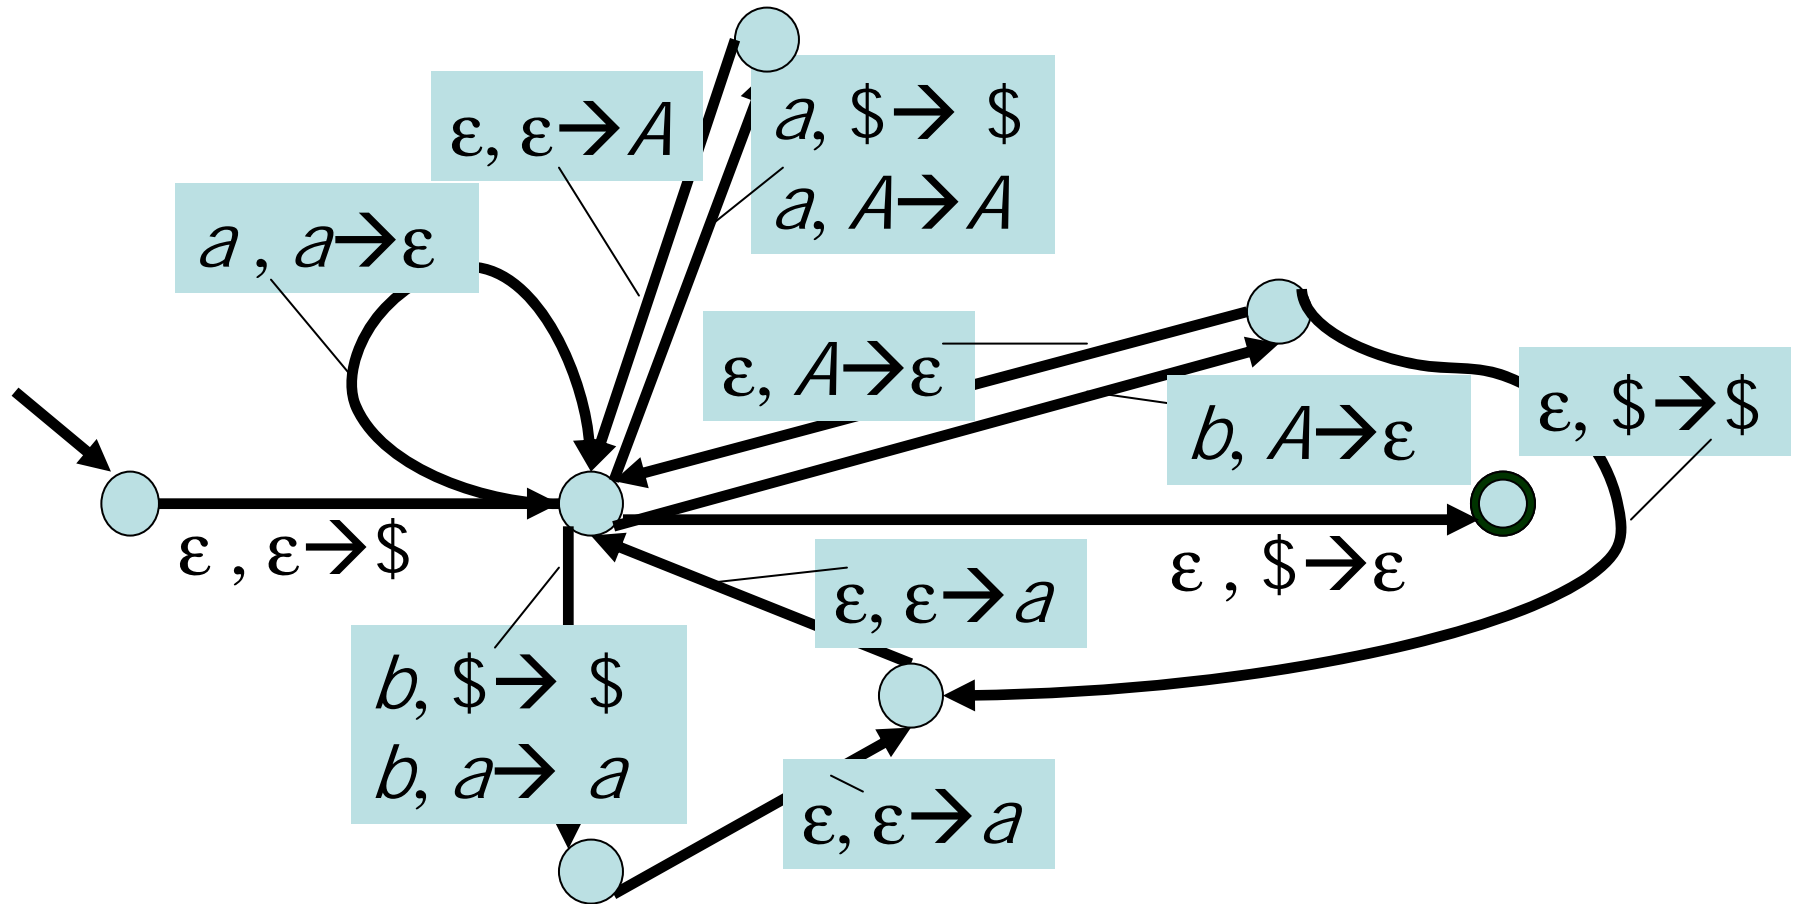 ε, ε→A
a, $→ $
a, A→A
a , a→ε
ε, A→ε
b, A→ε
ε, $→$
ε , ε→$
ε , $→ε
ε, ε→a
b, $→ $
b, a→ a
ε, ε→a